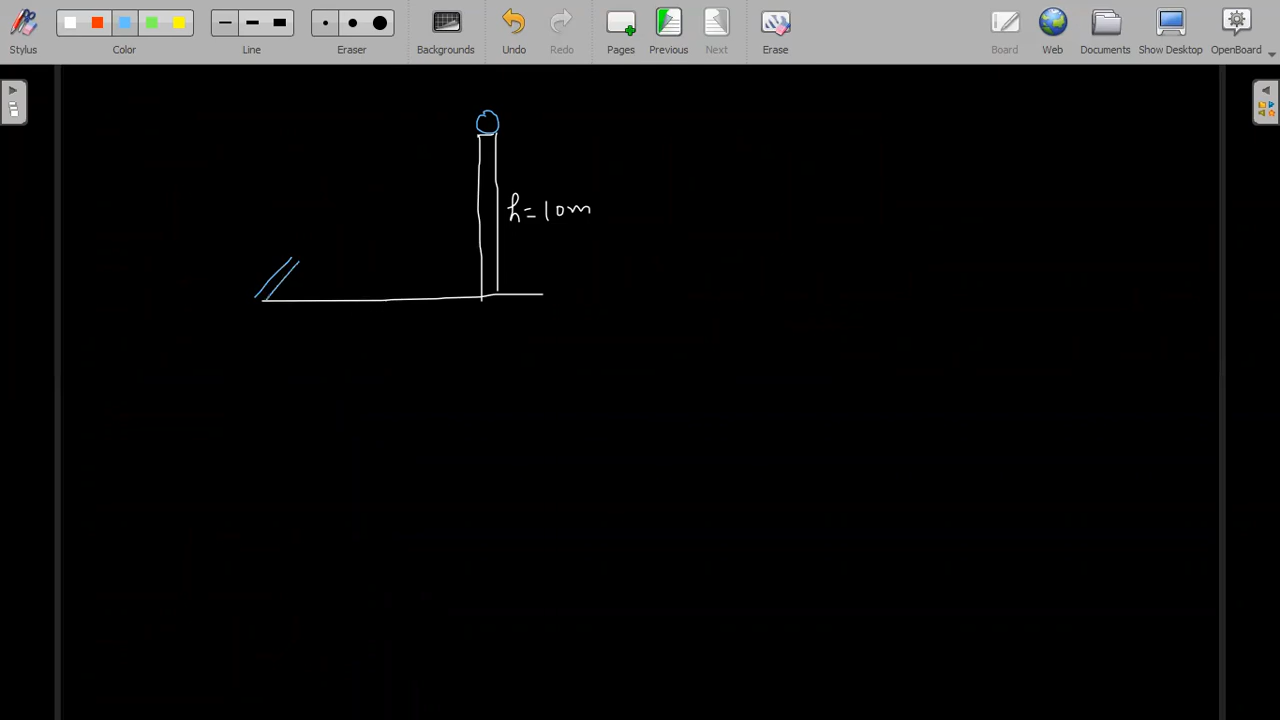 Stylus
Color
Line
Eraser
Backgrounds
Undo
Redo
Pages
Previous
Next
Erase
Board
Web
Documents
Show Desktop
OpenBoard
h=10m